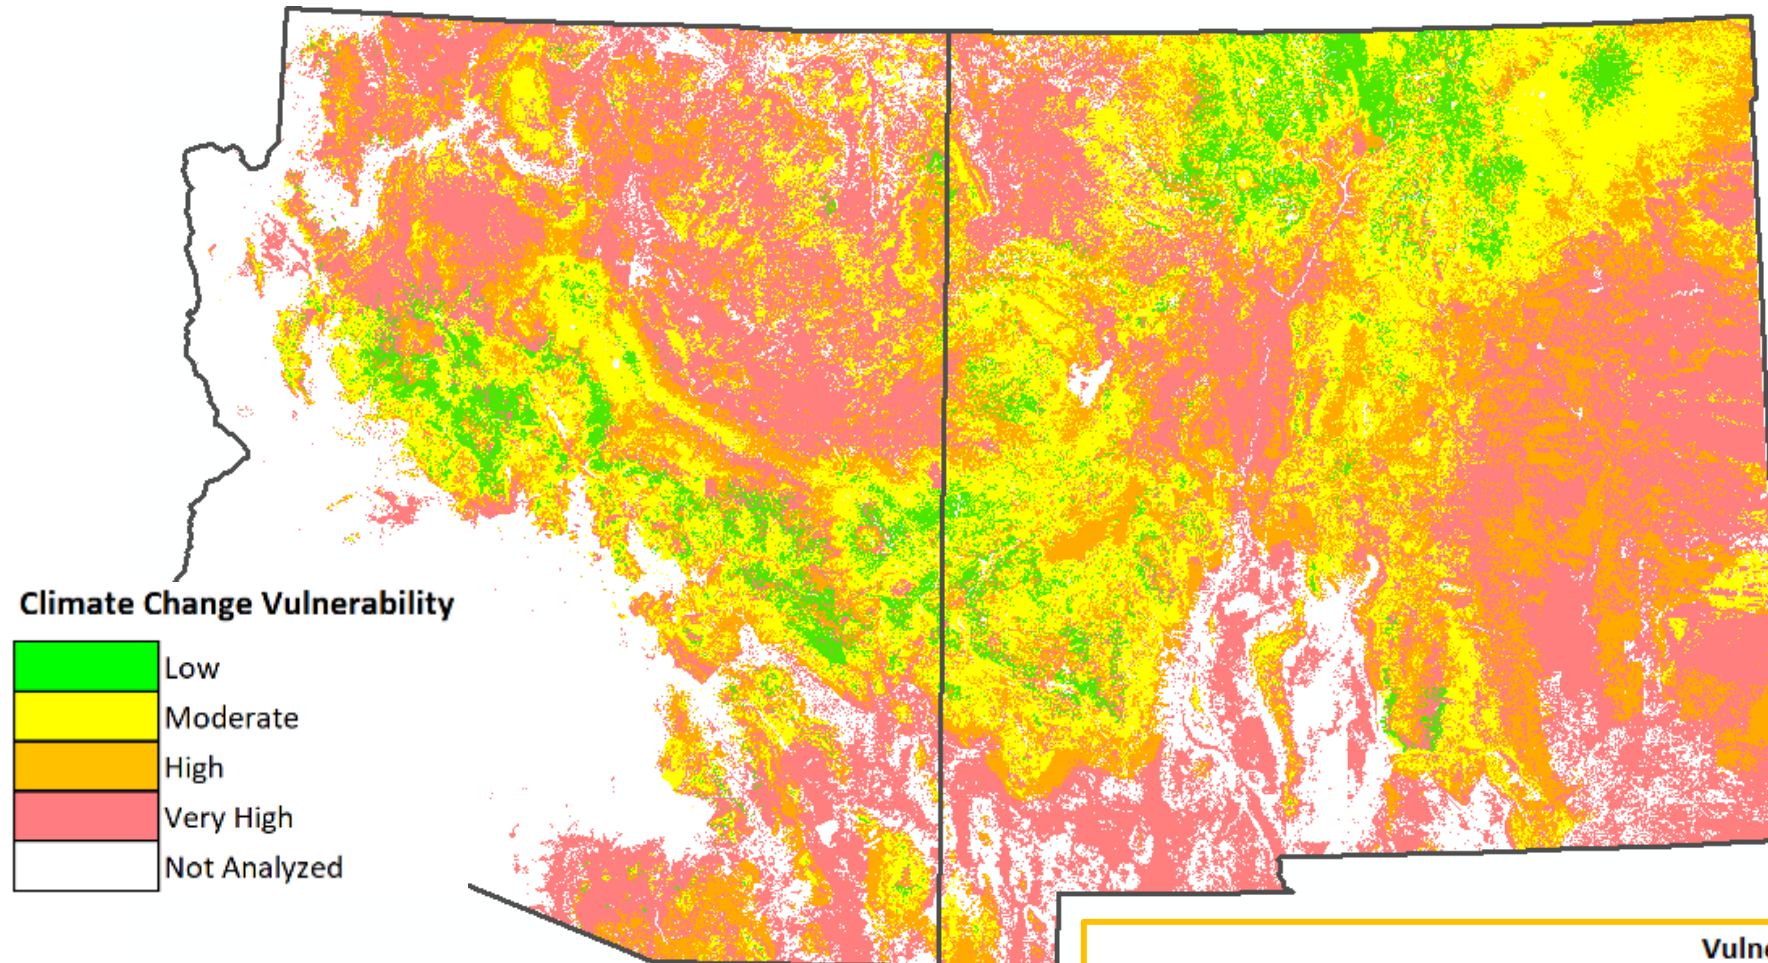 Climate Change Vulnerability
Low
Moderate
High
Very High
Not Analyzed